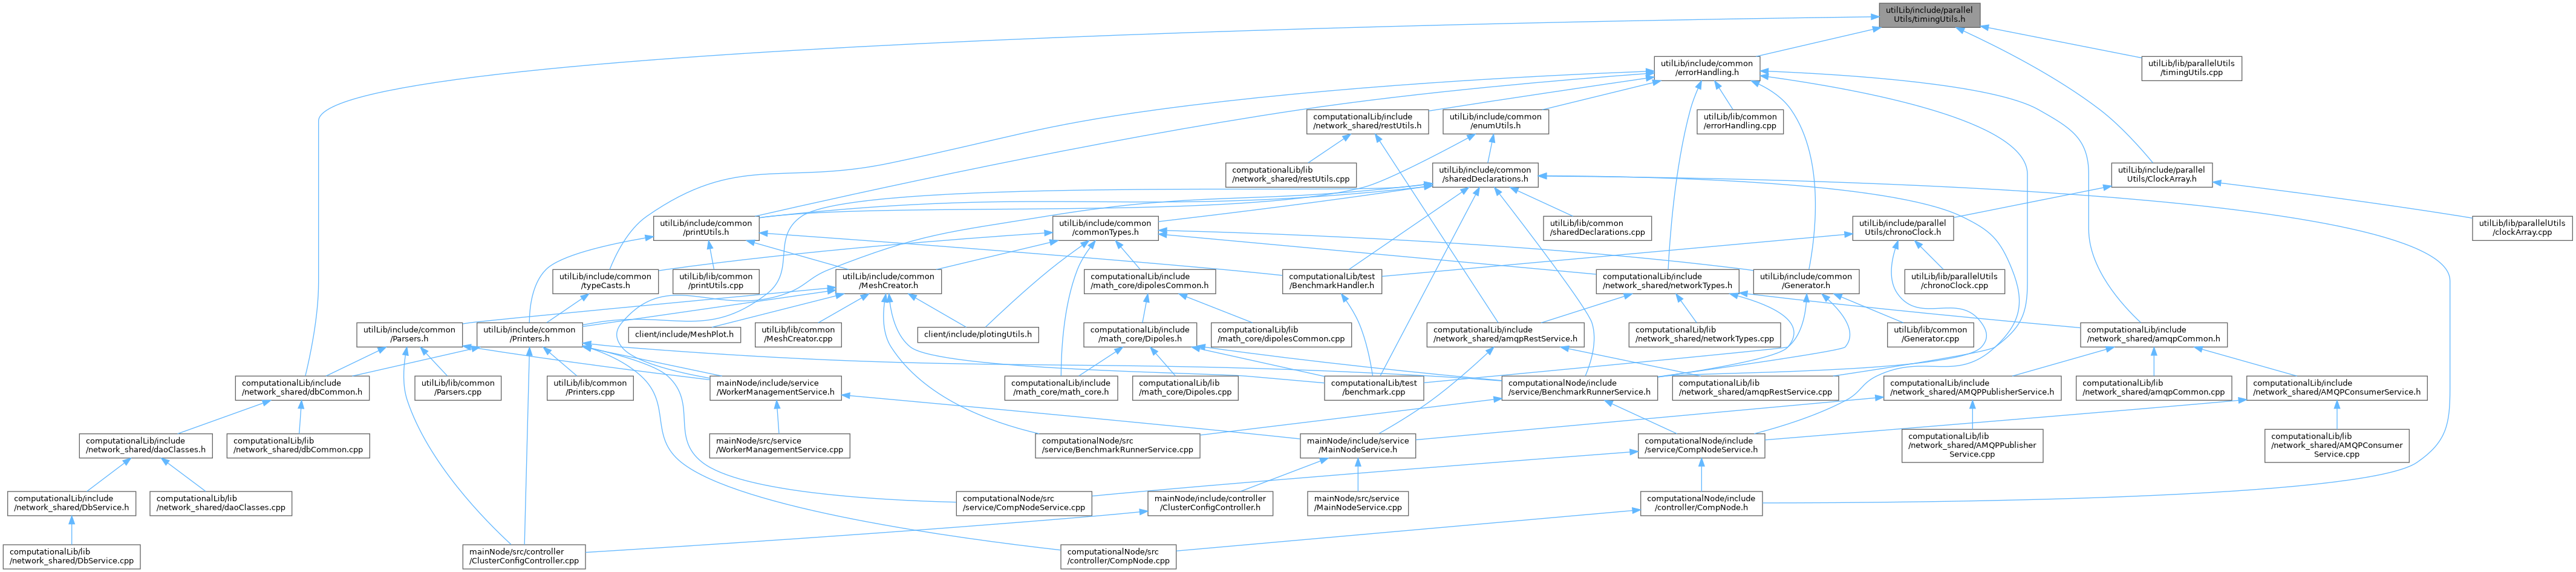 utilLib/include/parallel
Utils/timingUtils.h
utilLib/include/common
/errorHandling.h
utilLib/lib/parallelUtils
/timingUtils.cpp
computationalLib/include
/network_shared/restUtils.h
utilLib/include/common
/enumUtils.h
utilLib/lib/common
/errorHandling.cpp
computationalLib/lib
/network_shared/restUtils.cpp
utilLib/include/common
/sharedDeclarations.h
utilLib/include/parallel
Utils/ClockArray.h
utilLib/include/common
/printUtils.h
utilLib/include/common
/commonTypes.h
utilLib/lib/common
/sharedDeclarations.cpp
utilLib/include/parallel
Utils/chronoClock.h
utilLib/lib/parallelUtils
/clockArray.cpp
utilLib/include/common
/typeCasts.h
utilLib/lib/common
/printUtils.cpp
utilLib/include/common
/MeshCreator.h
computationalLib/include
/math_core/dipolesCommon.h
computationalLib/test
/BenchmarkHandler.h
computationalLib/include
/network_shared/networkTypes.h
utilLib/include/common
/Generator.h
utilLib/lib/parallelUtils
/chronoClock.cpp
utilLib/include/common
/Parsers.h
utilLib/include/common
/Printers.h
client/include/MeshPlot.h
utilLib/lib/common
/MeshCreator.cpp
client/include/plotingUtils.h
computationalLib/include
/math_core/Dipoles.h
computationalLib/lib
/math_core/dipolesCommon.cpp
computationalLib/include
/network_shared/amqpRestService.h
computationalLib/lib
/network_shared/networkTypes.cpp
utilLib/lib/common
/Generator.cpp
computationalLib/include
/network_shared/amqpCommon.h
computationalLib/include
/network_shared/dbCommon.h
utilLib/lib/common
/Parsers.cpp
utilLib/lib/common
/Printers.cpp
mainNode/include/service
/WorkerManagementService.h
computationalLib/include
/math_core/math_core.h
computationalLib/lib
/math_core/Dipoles.cpp
computationalLib/test
/benchmark.cpp
computationalNode/include
/service/BenchmarkRunnerService.h
computationalLib/lib
/network_shared/amqpRestService.cpp
computationalLib/include
/network_shared/AMQPPublisherService.h
computationalLib/lib
/network_shared/amqpCommon.cpp
computationalLib/include
/network_shared/AMQPConsumerService.h
computationalLib/include
/network_shared/daoClasses.h
computationalLib/lib
/network_shared/dbCommon.cpp
mainNode/src/service
/WorkerManagementService.cpp
computationalNode/src
/service/BenchmarkRunnerService.cpp
mainNode/include/service
/MainNodeService.h
computationalNode/include
/service/CompNodeService.h
computationalLib/lib
/network_shared/AMQPPublisher
Service.cpp
computationalLib/lib
/network_shared/AMQPConsumer
Service.cpp
computationalLib/include
/network_shared/DbService.h
computationalLib/lib
/network_shared/daoClasses.cpp
computationalNode/src
/service/CompNodeService.cpp
mainNode/include/controller
/ClusterConfigController.h
mainNode/src/service
/MainNodeService.cpp
computationalNode/include
/controller/CompNode.h
computationalLib/lib
/network_shared/DbService.cpp
mainNode/src/controller
/ClusterConfigController.cpp
computationalNode/src
/controller/CompNode.cpp